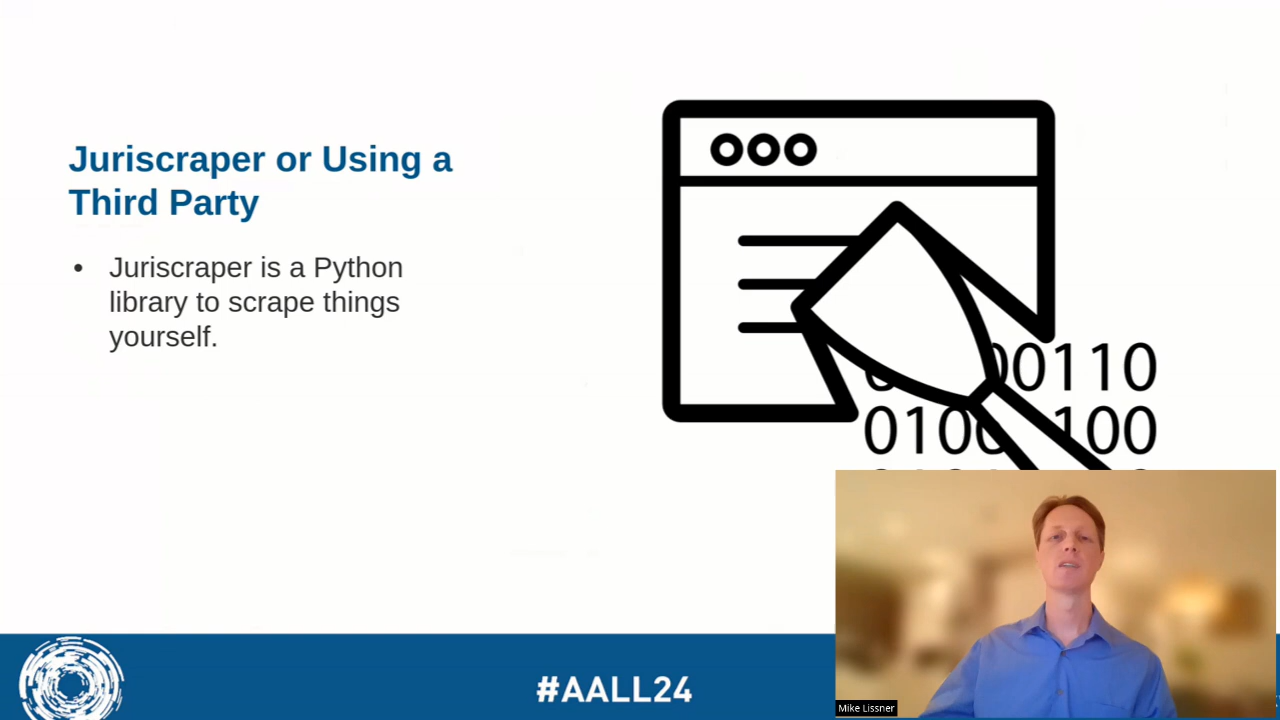 Juriscraper or Using a
Third Party
• Juriscraper is a Python
library to scrape things
yourself.
00110
0100 100
#AALL24
Mike Lissner